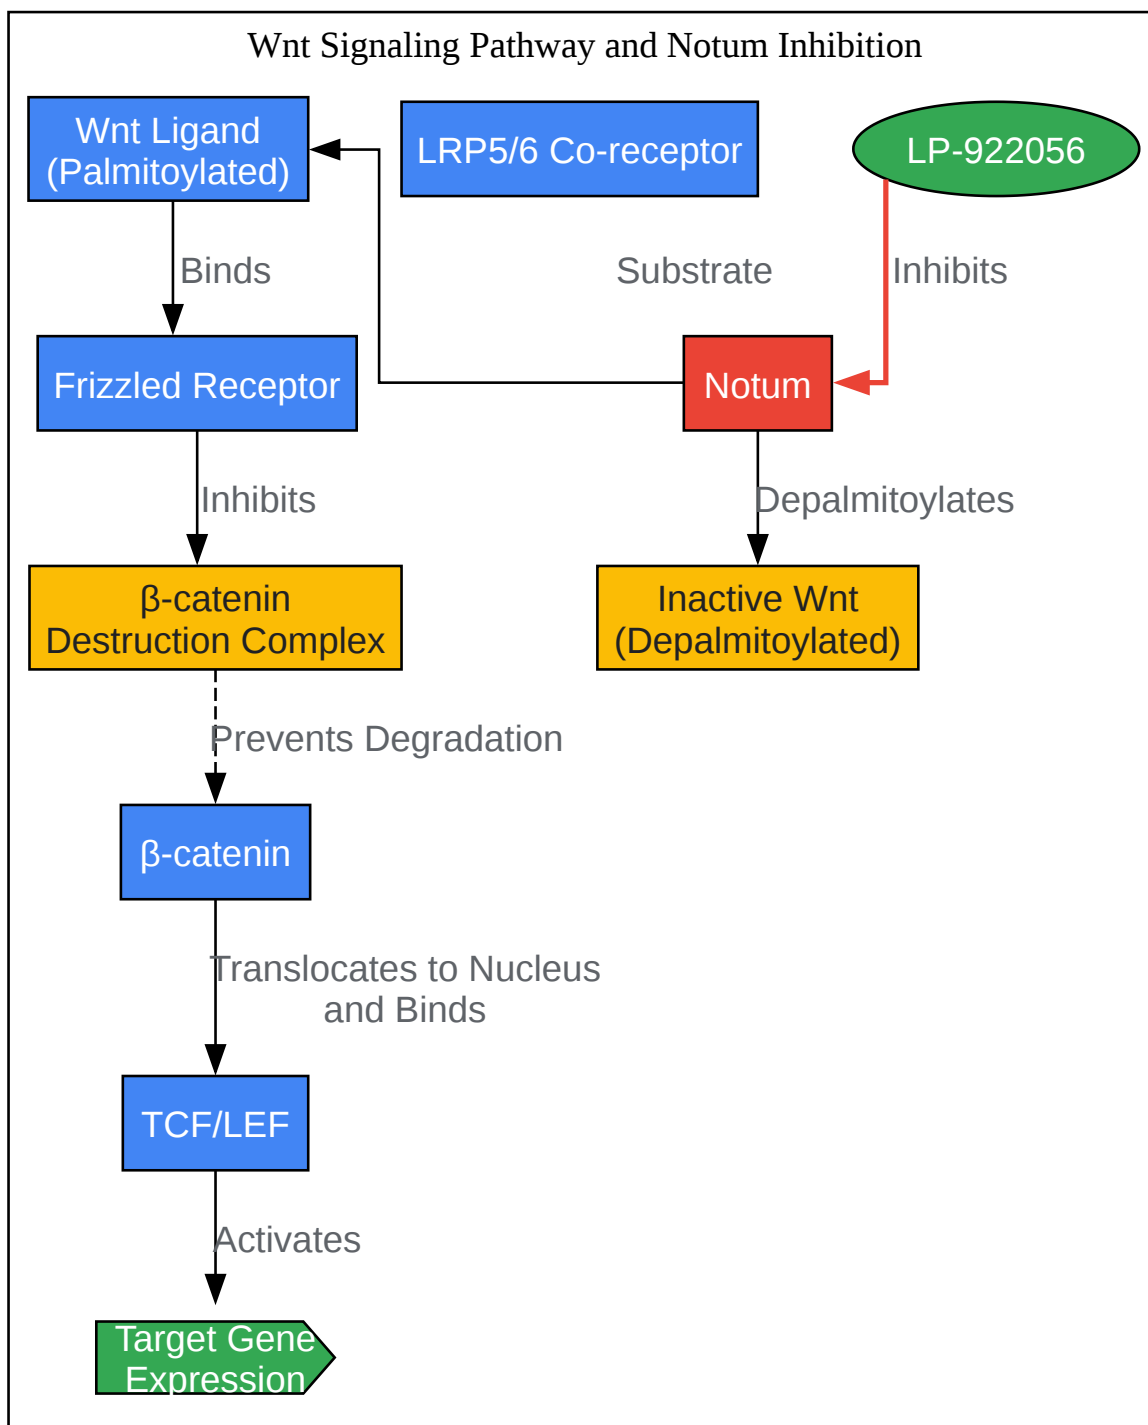 Wnt Signaling Pathway and Notum Inhibition
Wnt Ligand
(Palmitoylated)
LRP5/6 Co-receptor
LP-922056
Binds
Substrate
Inhibits
Frizzled Receptor
Notum
Inhibits
Depalmitoylates
β-catenin
Destruction Complex
Inactive Wnt
(Depalmitoylated)
Prevents Degradation
β-catenin
Translocates to Nucleus
and Binds
TCF/LEF
Activates
Target Gene
Expression